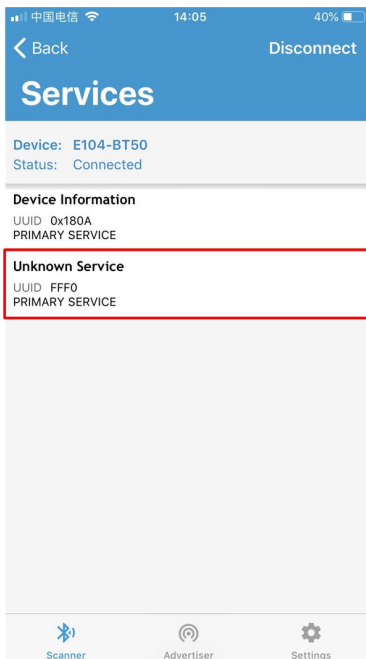 中国电信 14:05 40%
Back Disconnect
Services
Device: E104-BT50
Status: Connected
Device Information
UUID 0x180A
PRIMARY SERVICE
Unknown Service
UUID FFF0
PRIMARY SERVICE
Scanner Advertiser Settings